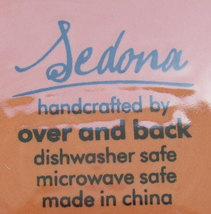 Sedona
handcrafted by
over and back
dishwasher safe
microwave safe
made in china